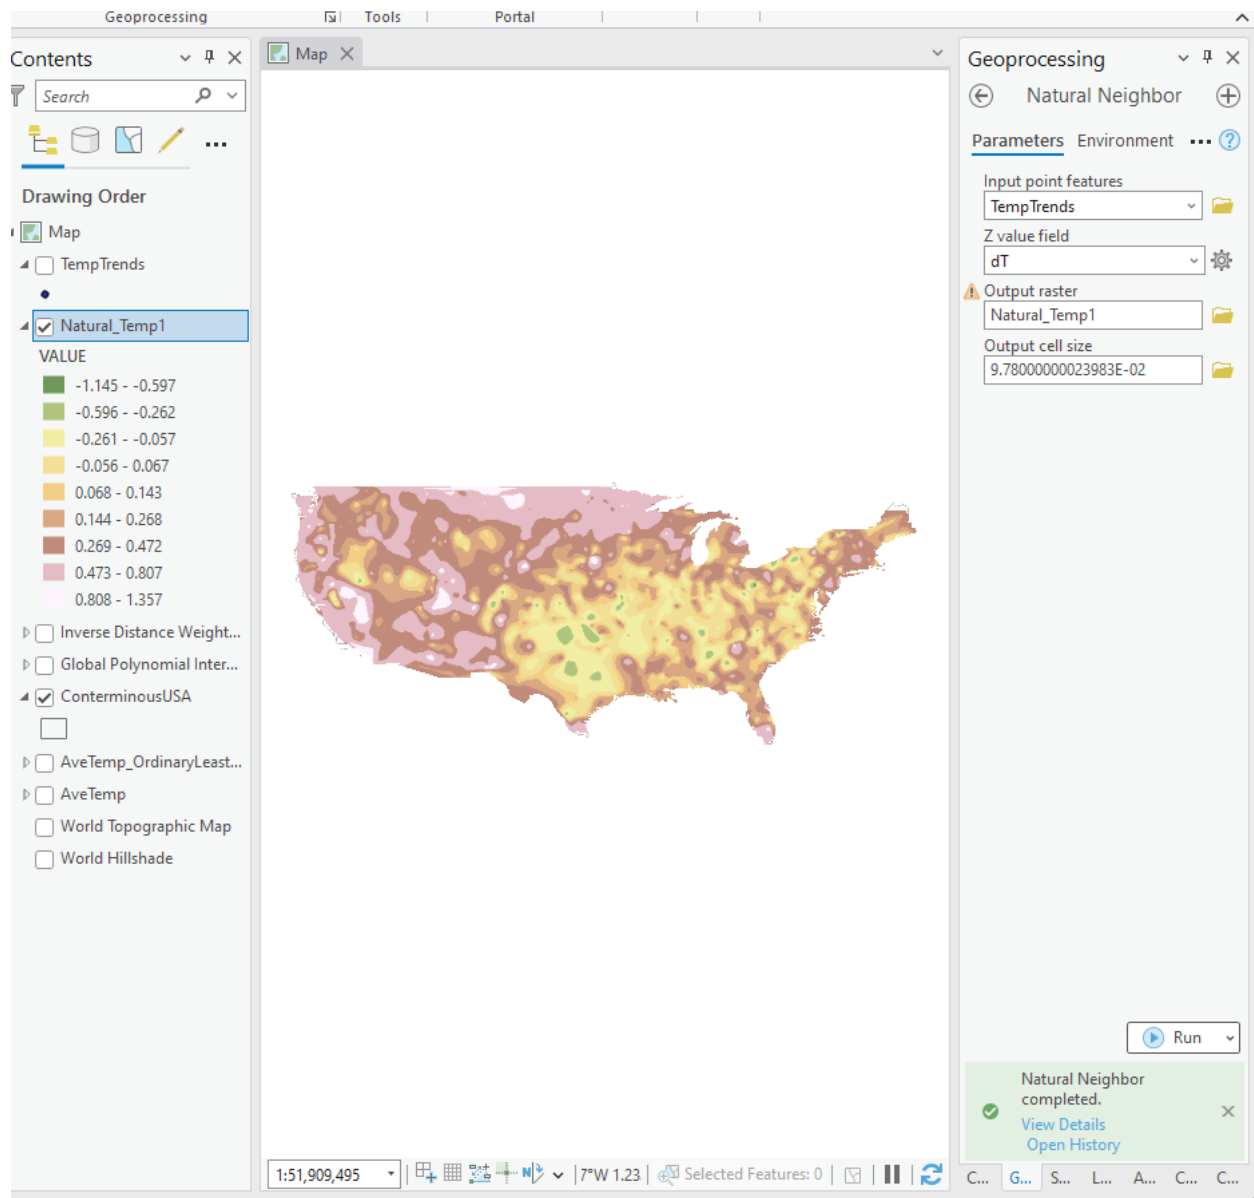 Geoprocessing
Tools
Portal
Contents
Search
Drawing Order
Map
TempTrends
Natural_Temp1
VALUE
-1.145 - -0.597
-0.596 - -0.262
-0.261 - -0.057
-0.056 - 0.067
0.068 - 0.143
0.144 - 0.268
0.269 - 0.472
0.473 - 0.807
0.808 - 1.357
Inverse Distance Weight...
Global Polynomial Inter...
ConterminousUSA
AveTemp_OrdinaryLeast...
AveTemp
World Topographic Map
World Hillshade
Map
1:51,909,495
N
7°W 1.23
Selected Features: 0
Geoprocessing
Natural Neighbor
Parameters Environment ... ?
Input point features
TempTrends
Z value field
dT
Output raster
Natural_Temp1
Output cell size
9.78000000023983E-02
Run
Natural Neighbor
completed.
View Details
Open History
C... G... S... L... A... C... C...